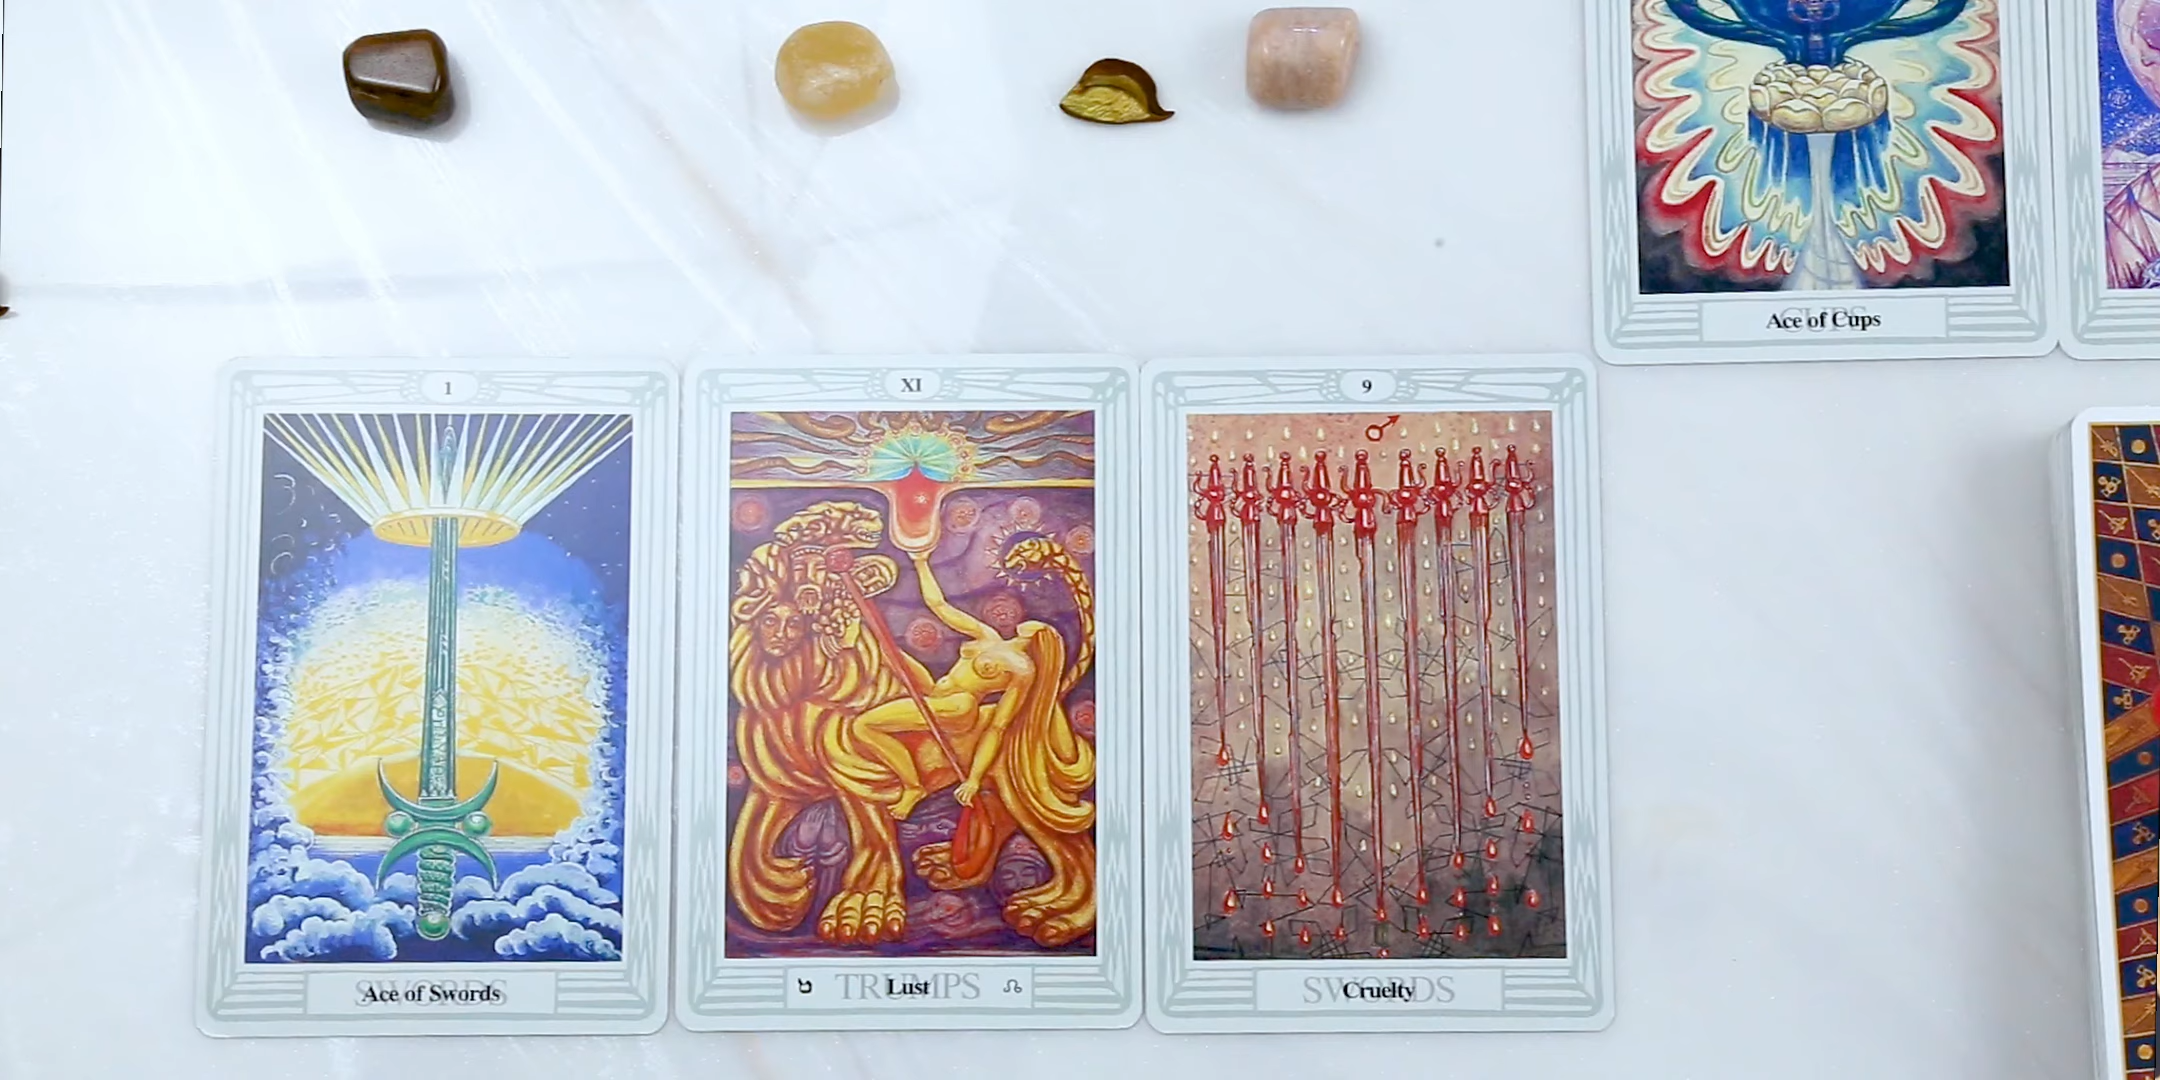 CUPS
Ace of Cups
1
SWORDS
Ace of Swords
XI
TRUMPS
Lust
9
SWORDS
Cruelty